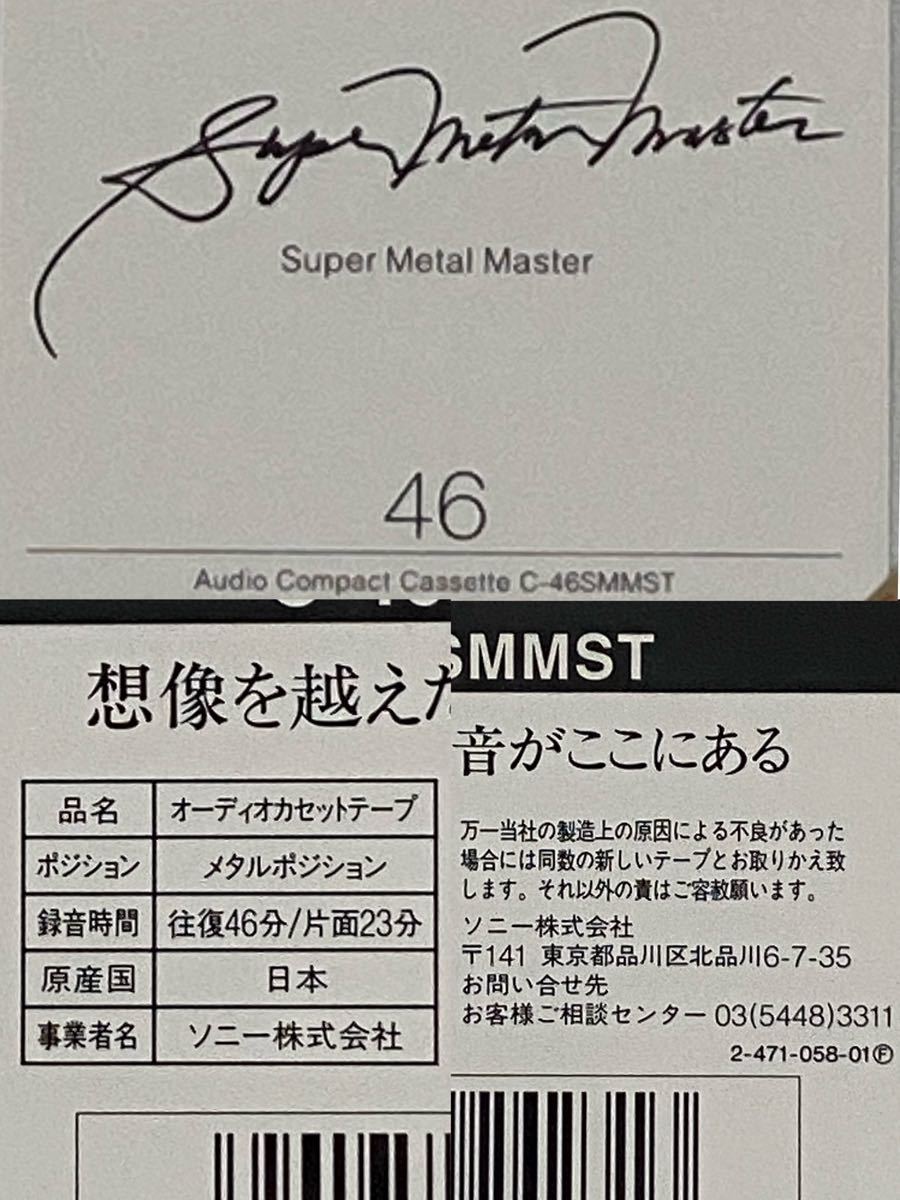 Super Metal Master
Super Metal Master
46
Audio Compact Cassette C-46SMMST
想像を越えた
品名 オーディオカセットテープ
ポジション メタルポジション
録音時間 往復46分/片面23分
原産国 日本
事業者名 ソニー株式会社
SMMST
音がここにある
万一当社の製造上の原因による不良があった
場合には同数の新しいテープとお取りかえ致
します。それ以外の責はご容赦願います。
ソニー株式会社
〒141 東京都品川区北品川6-7-35
お問い合せ先
お客様ご相談センター 03(5448)3311
2-471-058-01Ⓕ